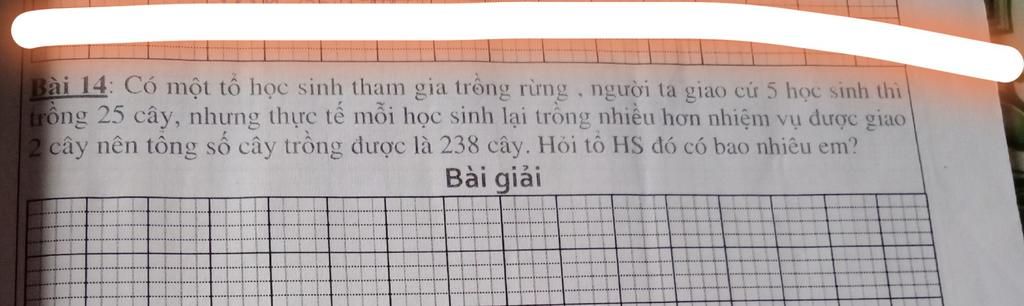 Bài 14: Có một tổ học sinh tham gia trồng rừng , người ta giao cứ 5 học sinh thì
trồng 25 cây, nhưng thực tế mỗi học sinh lại trồng nhiều hơn nhiệm vụ được giao
2 cây nên tổng số cây trồng được là 238 cây. Hỏi tổ HS đó có bao nhiêu em?
Bài giải